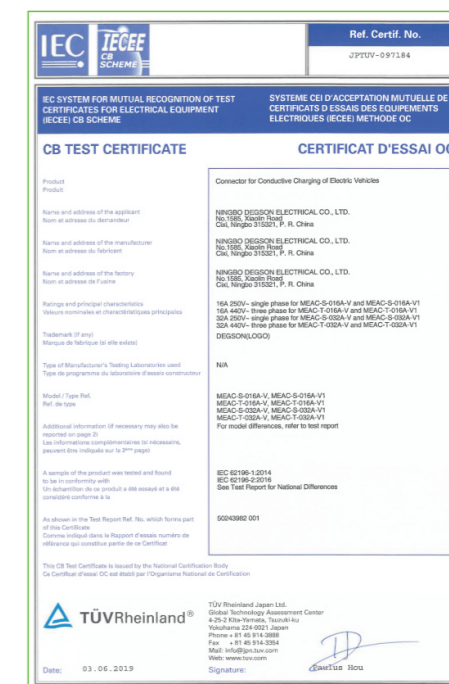 IEC
IECEE
CB
SCHEME
Ref. Certif. No.
JPTUV-097184
IEC SYSTEM FOR MUTUAL RECOGNITION OF TEST
CERTIFICATES FOR ELECTRICAL EQUIPMENT
(IECEE) CB SCHEME
SYSTEME CEI D'ACCEPTATION MUTUELLE DE
CERTIFICATS D'ESSAIS DES EQUIPEMENTS
ELECTRIQUES (IECEE) METHODE OC
CB TEST CERTIFICATE
CERTIFICAT D'ESSAI OC
Product
Produit
Connector for Conductive Charging of Electric Vehicles
Name and address of the applicant
Nom et adresse du demandeur
NINGBO DEGSON ELECTRICAL CO., LTD.
No.1585, Xiaolin Road
Cixi, Ningbo 315321, P. R. China
Name and address of the manufacturer
Nom et adresse du fabricant
NINGBO DEGSON ELECTRICAL CO., LTD.
No.1585, Xiaolin Road
Cixi, Ningbo 315321, P. R. China
Name and address of the factory
Nom et adresse de l'usine
NINGBO DEGSON ELECTRICAL CO., LTD.
No.1585, Xiaolin Road
Cixi, Ningbo 315321, P. R. China
Ratings and principal characteristics
Valeurs nominales et charactéristiques principales
16A 250V~ single phase for MEAC-S-016A-V and MEAC-S-016A-V1
16A 440V~ three phase for MEAC-T-016A-V and MEAC-T-016A-V1
32A 250V~ single phase for MEAC-S-032A-V and MEAC-S-032A-V1
32A 440V~ three phase for MEAC-T-032A-V and MEAC-T-032A-V1
Trademark (if any)
Marque de fabrique (si elle existe)
DEGSON(LOGO)
Type of Manufacturer's Testing Laboratories used
Type de programme du laboratoire d'essais constructeur
N/A
Model / Type Ref.
Ref. de type
MEAC-S-016A-V, MEAC-S-016A-V1
MEAC-T-016A-V, MEAC-T-016A-V1
MEAC-S-032A-V, MEAC-S-032A-V1
MEAC-T-032A-V, MEAC-T-032A-V1
For model differences, refer to test report
Additional information (if necessary may also be
reported on page 2)
Les informations complémentaires (si nécessaire,
peuvent être indiqués sur la 2ème page)
A sample of the product was tested and found
to be in conformity with
Un échantillon de ce produit a été essayé et a été
considéré conforme à la
IEC 62196-1:2014
IEC 62196-2:2016
See Test Report for National Differences
As shown in the Test Report Ref. No. which forms part
of this Certificate
Comme indiqué dans le Rapport d'essais numéro de
référence qui constitue partie de ce Certificat
50243982 001
This CB Test Certificate is issued by the National Certification Body
Ce Certificat d'essai OC est établi par l'Organisme National de Certification
TÜVRheinland®
TÜV Rheinland Japan Ltd.
Global Technology Assessment Center
4-25-2 Kita-Yamata, Tsuzuki-ku
Yokohama 224-0021 Japan
Phone + 81 45 914-3888
Fax + 81 45 914-3354
Mail: info@jpn.tuv.com
Web: www.tuv.com
Date: 03.06.2019
Signature:
Paulus Hou